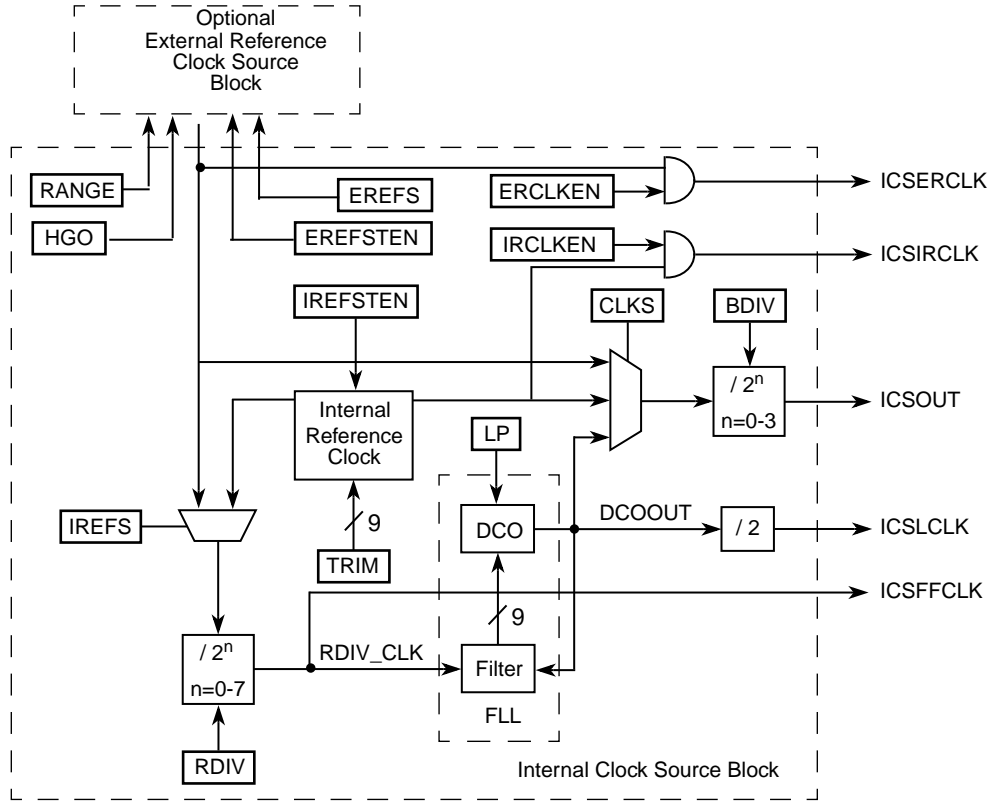 Optional
External Reference
Clock Source
Block
RANGE
HGO
EREFS
EREFSTEN
ERCLKEN
ICSERCLK
IRCLKEN
ICSIRCLK
IREFSTEN
CLKS
BDIV
Internal
Reference
Clock
/ 2ⁿ
n=0-3
ICSOUT
LP
IREFS
9
TRIM
DCO
DCOOUT
/ 2
ICSLCLK
ICSFFCLK
9
/ 2ⁿ
n=0-7
RDIV_CLK
Filter
FLL
RDIV
Internal Clock Source Block